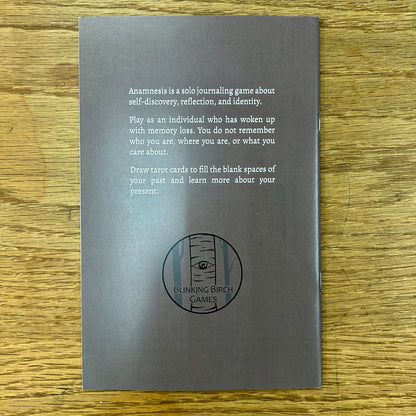 Anamnesis is a solo journaling game about
self-discovery, reflection, and identity.
Play as an individual who has woken up
with memory loss. You do not remember
who you are, where you are, or what you
care about.
Draw tarot cards to fill the blank spaces of
your past and learn more about your
present.
Blinking Birch
Games